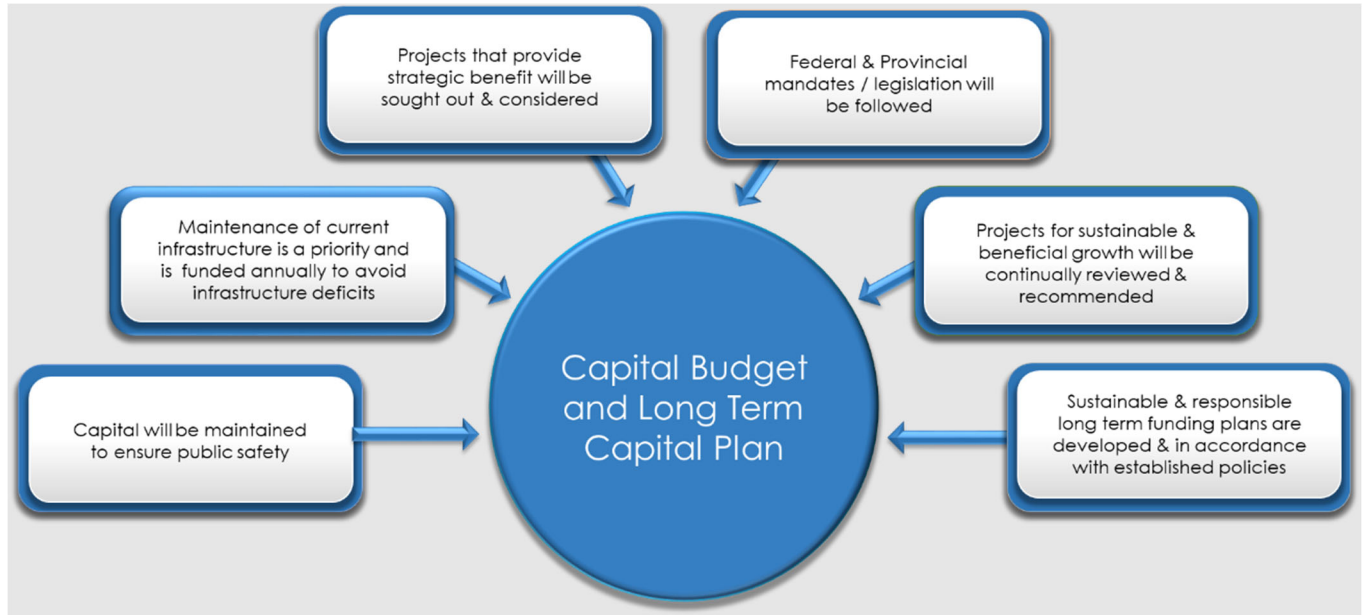 Projects that provide
strategic benefit will be
sought out & considered
Federal & Provincial
mandates / legislation will
be followed
Maintenance of current
infrastructure is a priority and
is funded annually to avoid
infrastructure deficits
Projects for sustainable &
beneficial growth will be
continually reviewed &
recommended
Capital will be maintained
to ensure public safety
Capital Budget
and Long Term
Capital Plan
Sustainable & responsible
long term funding plans are
developed & in accordance
with established policies